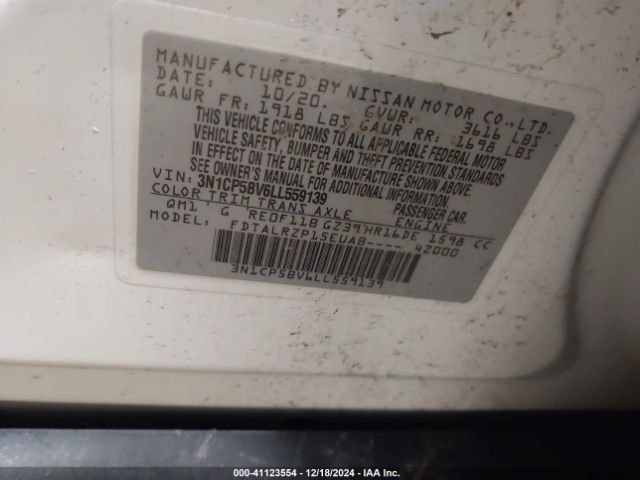 MANUFACTURED BY NISSAN MOTOR CO.,LTD.
DATE: 10/20. GVWR: 3616 LBS
GAWR FR: 1918 LBS GAWR RR: 1698 LBS
THIS VEHICLE CONFORMS TO ALL APPLICABLE FEDERAL MOTOR
VEHICLE SAFETY, BUMPER AND THEFT PREVENTION STANDARDS
IN EFFECT ON THE DATE OF MANUFACTURE SHOWN ABOVE.
SEE OWNER'S MANUAL AND ADDITIONAL INFORMATION.
VIN: 3N1CP5BV6LL559139 PASSENGER CAR
COLOR TRIM TRANS AXLE ENGINE
QM1 G RE0F11B GZ39 HR16DE 1598 CC
MODEL: FDTALRZP15EUAB---- 42000
3N1CP5BV6LL559139
000-41123554 | 12/18/2024 - IAA Inc.